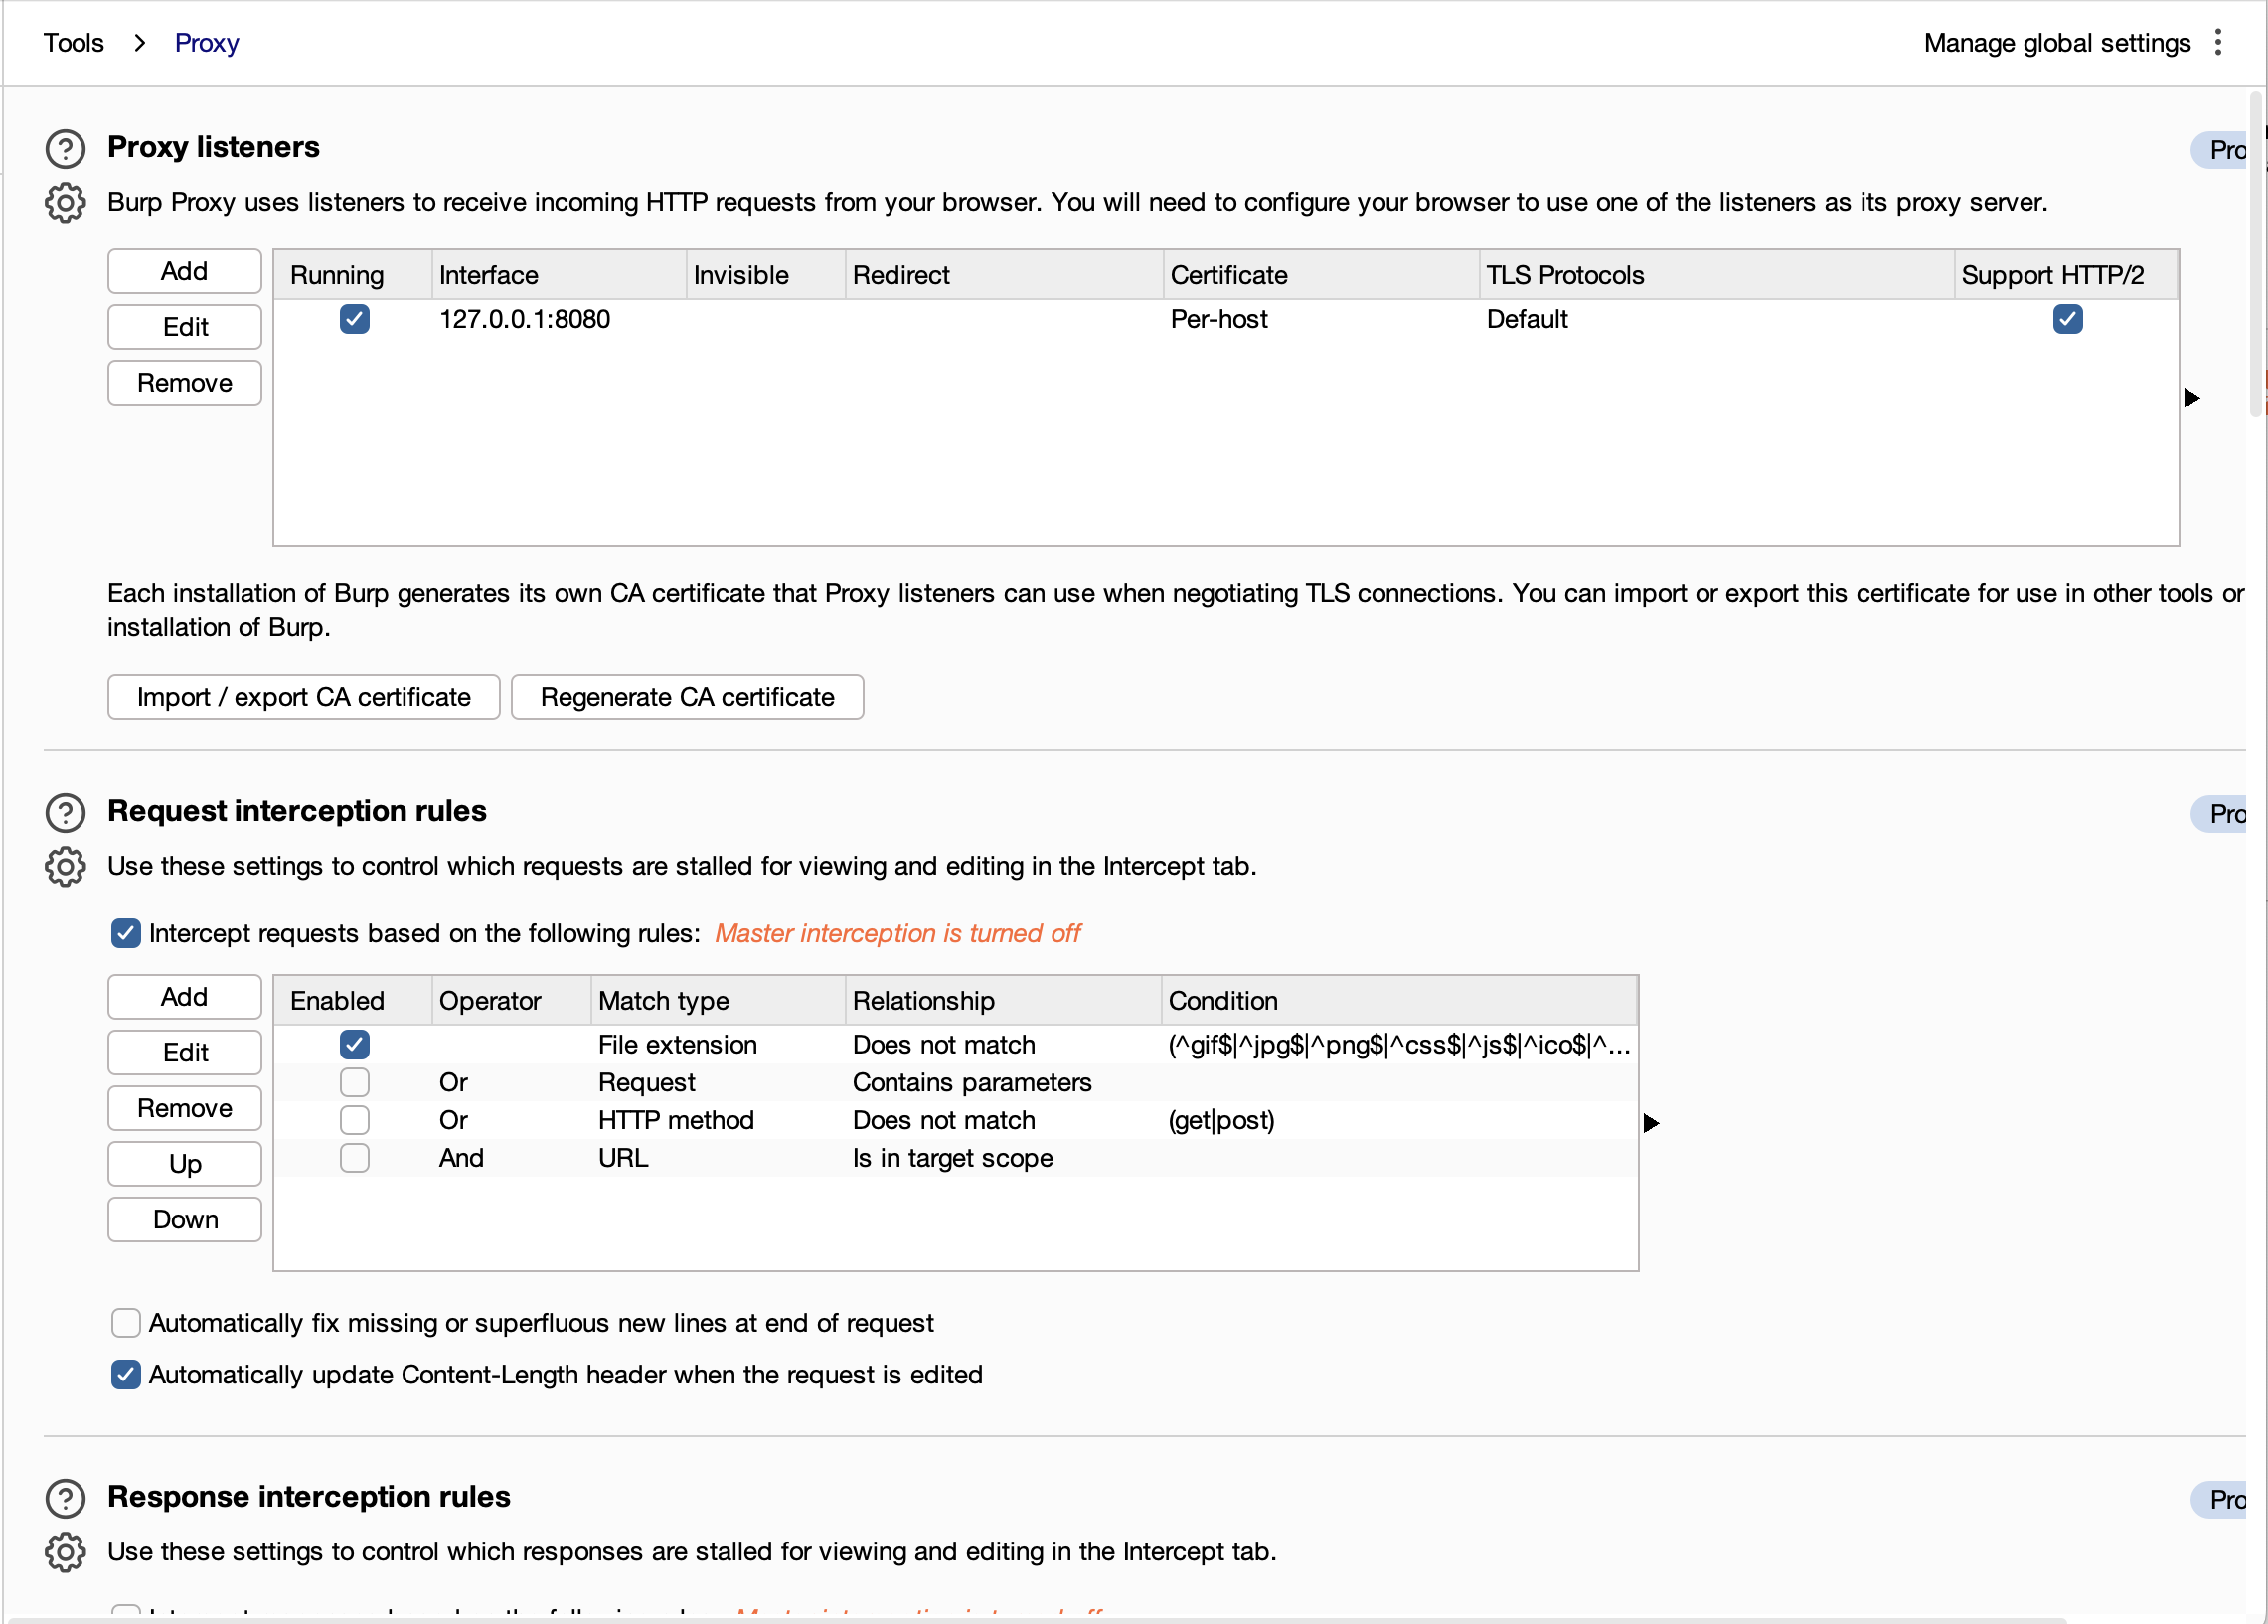 Tools > Proxy
Manage global settings
Proxy listeners
Burp Proxy uses listeners to receive incoming HTTP requests from your browser. You will need to configure your browser to use one of the listeners as its proxy server.
Add
Edit
Remove
Running Interface Invisible Redirect Certificate TLS Protocols Support HTTP/2
127.0.0.1:8080 Per-host Default
Each installation of Burp generates its own CA certificate that Proxy listeners can use when negotiating TLS connections. You can import or export this certificate for use in other tools or
installation of Burp.
Import / export CA certificate Regenerate CA certificate
Request interception rules
Use these settings to control which requests are stalled for viewing and editing in the Intercept tab.
Intercept requests based on the following rules: Master interception is turned off
Add
Edit
Remove
Up
Down
Enabled Operator Match type Relationship Condition
File extension Does not match (^gif$|^jpg$|^png$|^css$|^js$|^ico$|^...
Or Request Contains parameters
Or HTTP method Does not match (get|post)
And URL Is in target scope
Automatically fix missing or superfluous new lines at end of request
Automatically update Content-Length header when the request is edited
Response interception rules
Use these settings to control which responses are stalled for viewing and editing in the Intercept tab.